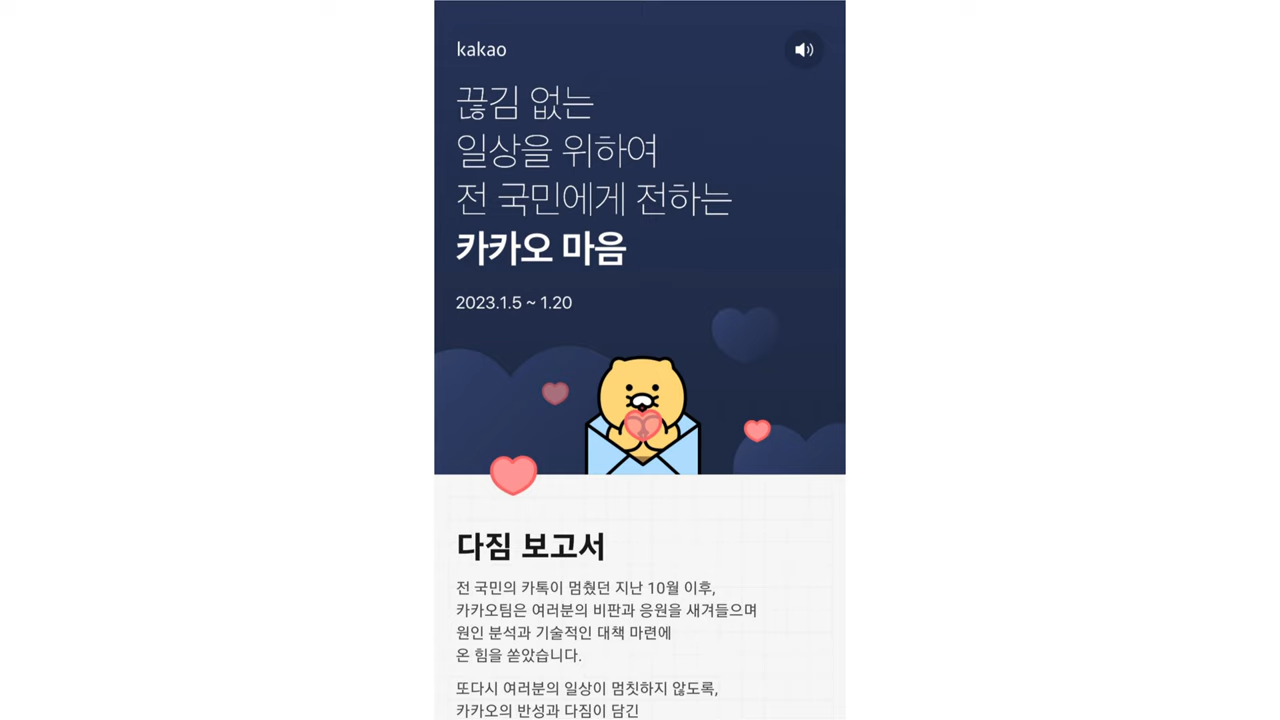 kakao
끊김 없는
일상을 위하여
전 국민에게 전하는
카카오 마음
2023.1.5 ~ 1.20
다짐 보고서
전 국민의 카톡이 멈췄던 지난 10월 이후,
카카오팀은 여러분의 비판과 응원을 새겨들으며
원인 분석과 기술적인 대책 마련에
온 힘을 쏟았습니다.
또다시 여러분의 일상이 멈칫하지 않도록,
카카오의 반성과 다짐이 담긴